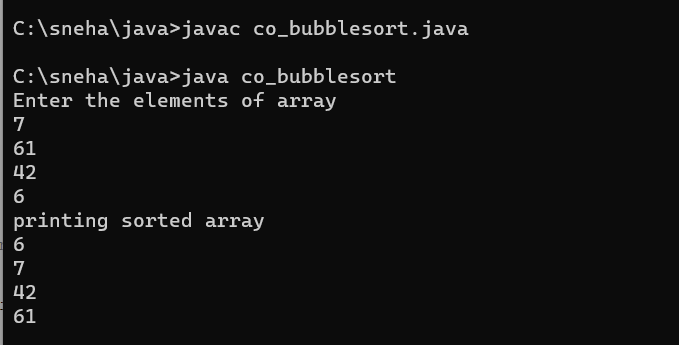 C:\sneha\java>javac co_bubblesort.java
C:\sneha\java>java co_bubblesort
Enter the elements of array
7
61
42
6
printing sorted array
6
7
42
61